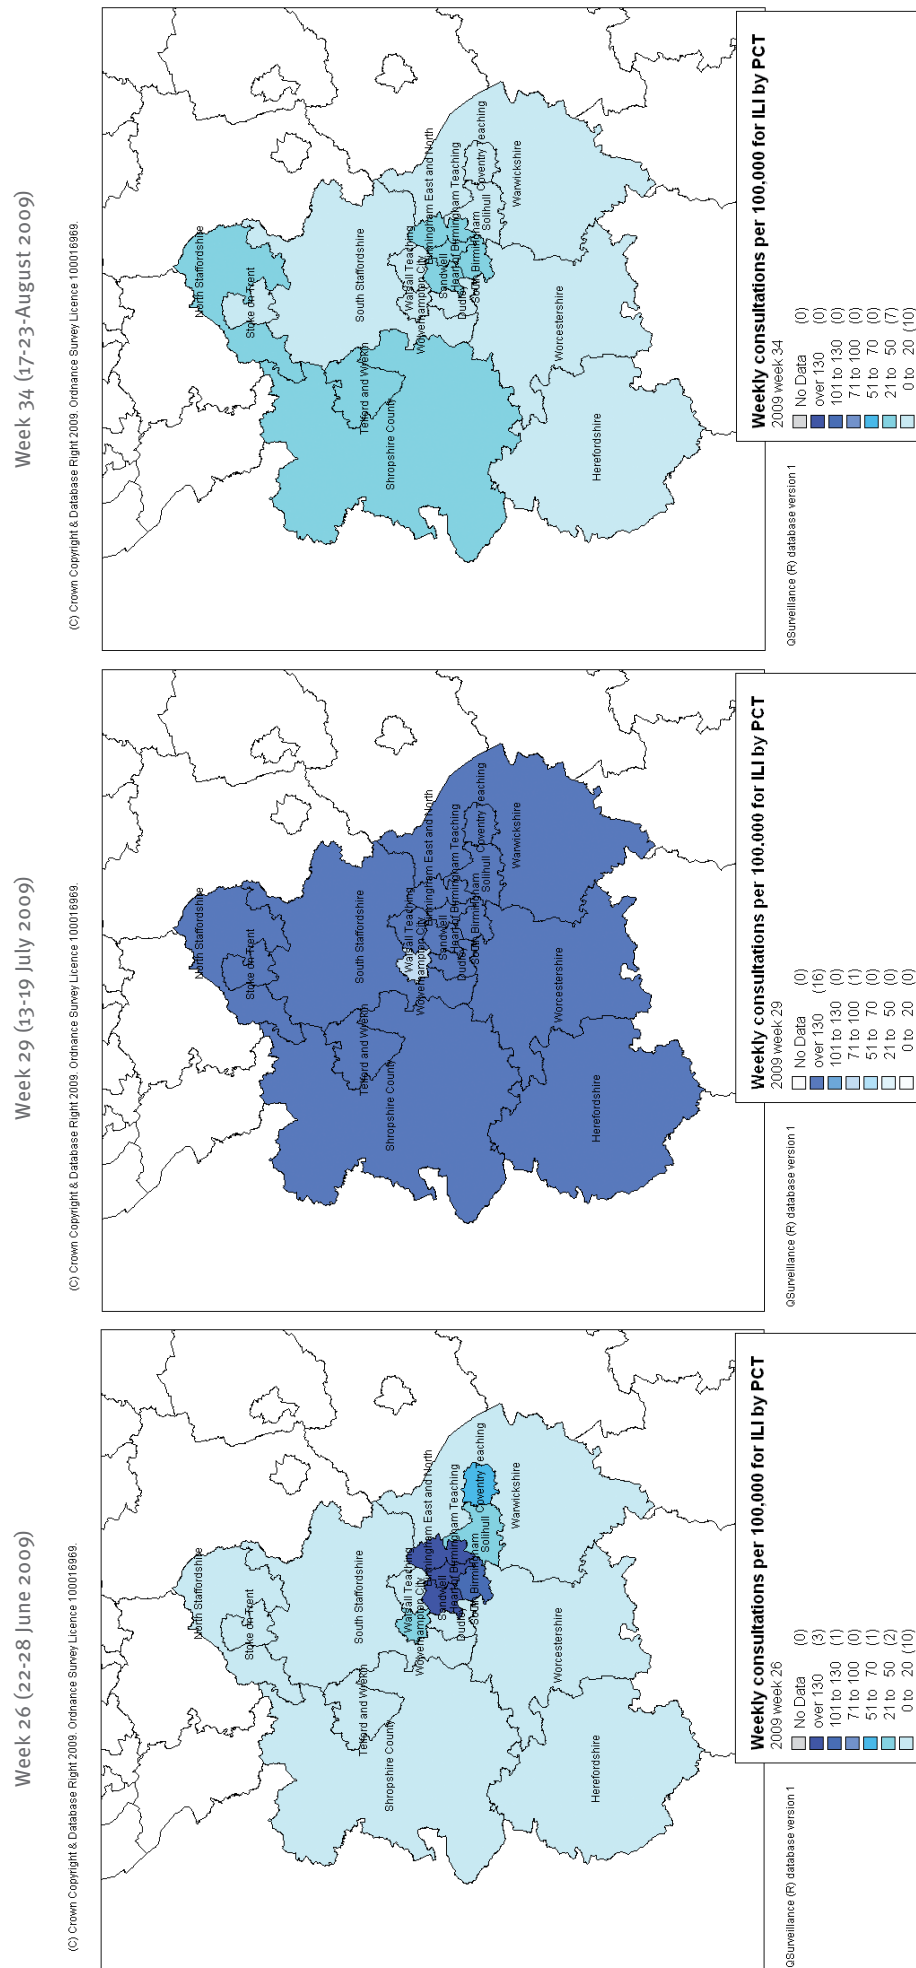 Week 26 (22-28 June 2009)
(C) Crown Copyright & Database Right 2009. Ordnance Survey Licence 100016969.
North Staffordshire
Stoke on Trent
South Staffordshire
Telford and Wrekin
Shropshire County
Walsall Teaching
Wolverhampton City
Birmingham East and North
Sandwell
Heart of Birmingham Teaching
Dudley
South Birmingham
Solihull
Coventry Teaching
Warwickshire
Worcestershire
Herefordshire
QSurveillance (R) database version 1
Weekly consultations per 100,000 for ILI by PCT
2009 week 26
No Data (0)
over 130 (3)
101 to 130 (1)
71 to 100 (0)
51 to 70 (1)
21 to 50 (2)
0 to 20 (10)
Week 29 (13-19 July 2009)
(C) Crown Copyright & Database Right 2009. Ordnance Survey Licence 100016969.
North Staffordshire
Stoke on Trent
South Staffordshire
Telford and Wrekin
Shropshire County
Walsall Teaching
Wolverhampton City
Birmingham East and North
Sandwell
Heart of Birmingham Teaching
Dudley
South Birmingham
Solihull
Coventry Teaching
Warwickshire
Worcestershire
Herefordshire
QSurveillance (R) database version 1
Weekly consultations per 100,000 for ILI by PCT
2009 week 29
No Data (0)
over 130 (16)
101 to 130 (0)
71 to 100 (1)
51 to 70 (0)
21 to 50 (0)
0 to 20 (0)
Week 34 (17-23-August 2009)
(C) Crown Copyright & Database Right 2009. Ordnance Survey Licence 100016969.
North Staffordshire
Stoke on Trent
South Staffordshire
Telford and Wrekin
Shropshire County
Walsall Teaching
Wolverhampton City
Birmingham East and North
Sandwell
Heart of Birmingham Teaching
Dudley
South Birmingham
Solihull
Coventry Teaching
Warwickshire
Worcestershire
Herefordshire
QSurveillance (R) database version 1
Weekly consultations per 100,000 for ILI by PCT
2009 week 34
No Data (0)
over 130 (0)
101 to 130 (0)
71 to 100 (0)
51 to 70 (0)
21 to 50 (7)
0 to 20 (10)